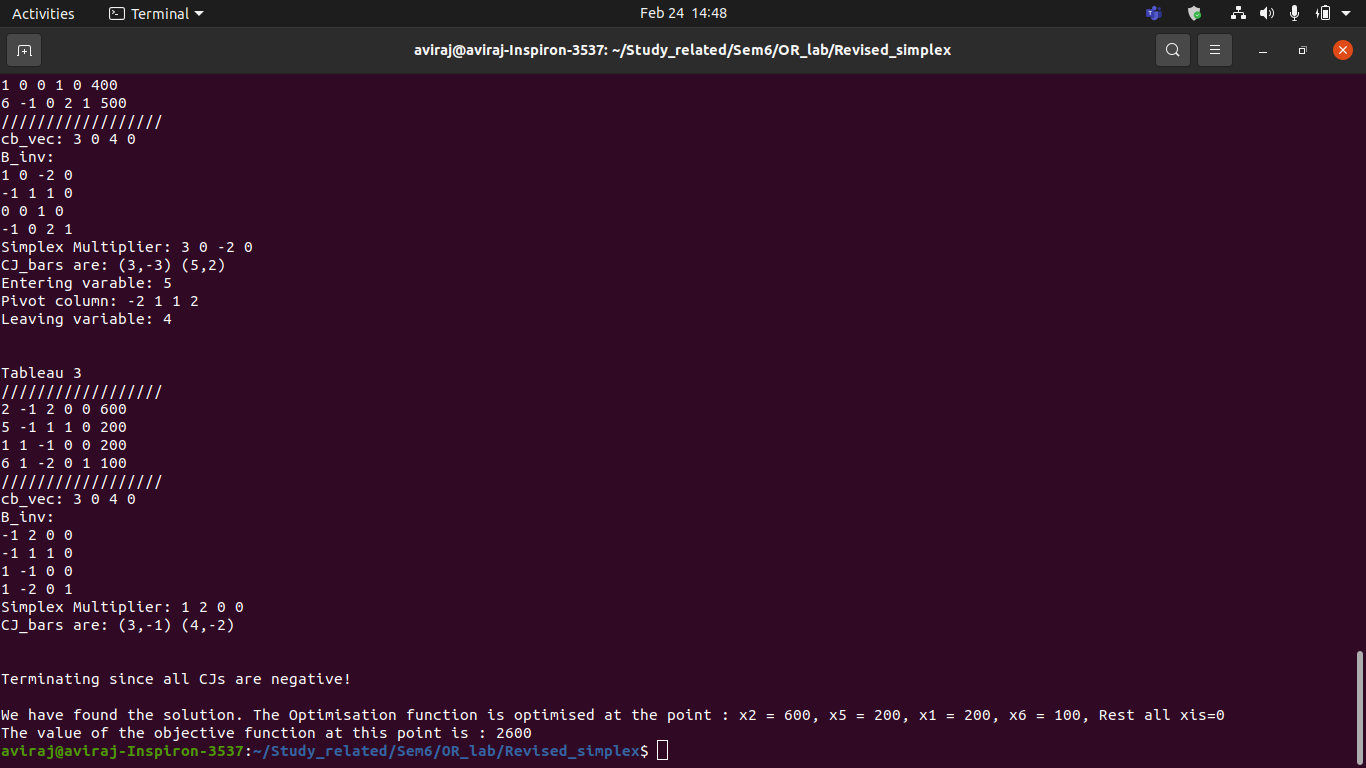 Activities Terminal Feb 24 14:48
aviraj@aviraj-Inspiron-3537: ~/Study_related/Sem6/OR_lab/Revised_simplex
1 0 0 1 0 400
6 -1 0 2 1 500
//////////////////
cb_vec: 3 0 4 0
B_inv:
1 0 -2 0
-1 1 1 0
0 0 1 0
-1 0 2 1
Simplex Multiplier: 3 0 -2 0
CJ_bars are: (3,-3) (5,2)
Entering varable: 5
Pivot column: -2 1 1 2
Leaving variable: 4
Tableau 3
//////////////////
2 -1 2 0 0 600
5 -1 1 1 0 200
1 1 -1 0 0 200
6 1 -2 0 1 100
//////////////////
cb_vec: 3 0 4 0
B_inv:
-1 2 0 0
-1 1 1 0
1 -1 0 0
1 -2 0 1
Simplex Multiplier: 1 2 0 0
CJ_bars are: (3,-1) (4,-2)
Terminating since all CJs are negative!
We have found the solution. The Optimisation function is optimised at the point : x2 = 600, x5 = 200, x1 = 200, x6 = 100, Rest all xis=0
The value of the objective function at this point is : 2600
aviraj@aviraj-Inspiron-3537:~/Study_related/Sem6/OR_lab/Revised_simplex$